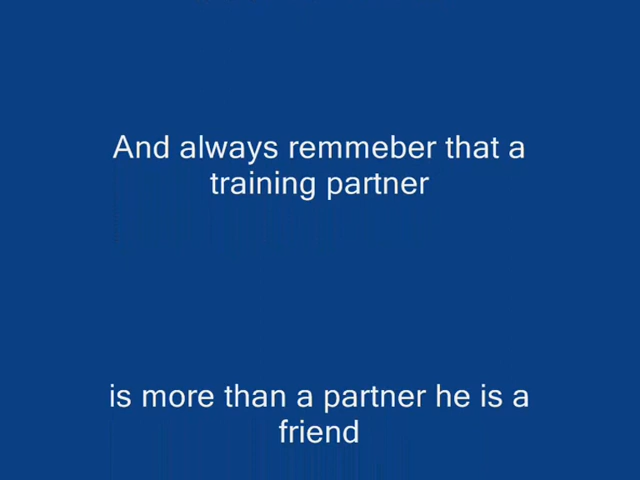 And always remmeber that a
training partner
is more than a partner he is a
friend